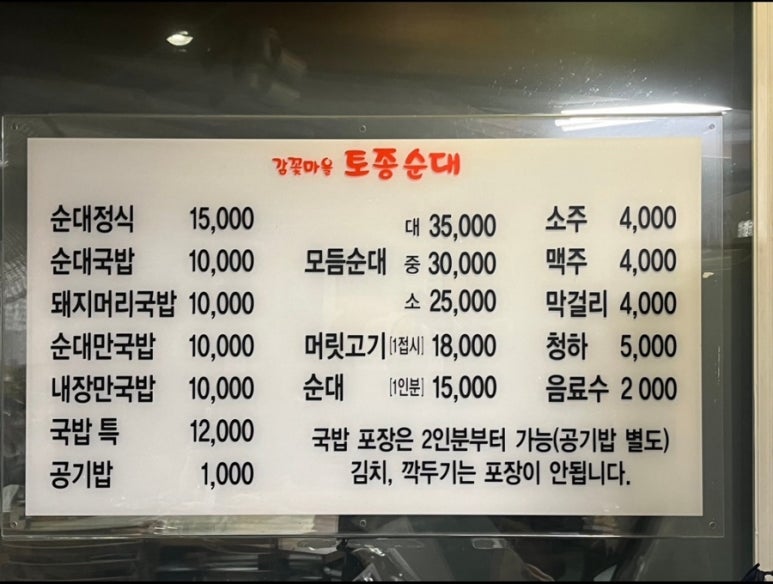 감꽃마을 토종순대
순대정식 15,000
순대국밥 10,000
돼지머리국밥 10,000
순대만국밥 10,000
내장만국밥 10,000
국밥 특 12,000
공기밥 1,000
모듬순대 대 35,000
중 30,000
소 25,000
머릿고기 [1접시] 18,000
순대 [1인분] 15,000
소주 4,000
맥주 4,000
막걸리 4,000
청하 5,000
음료수 2 000
국밥 포장은 2인분부터 가능(공기밥 별도)
김치, 깍두기는 포장이 안됩니다.